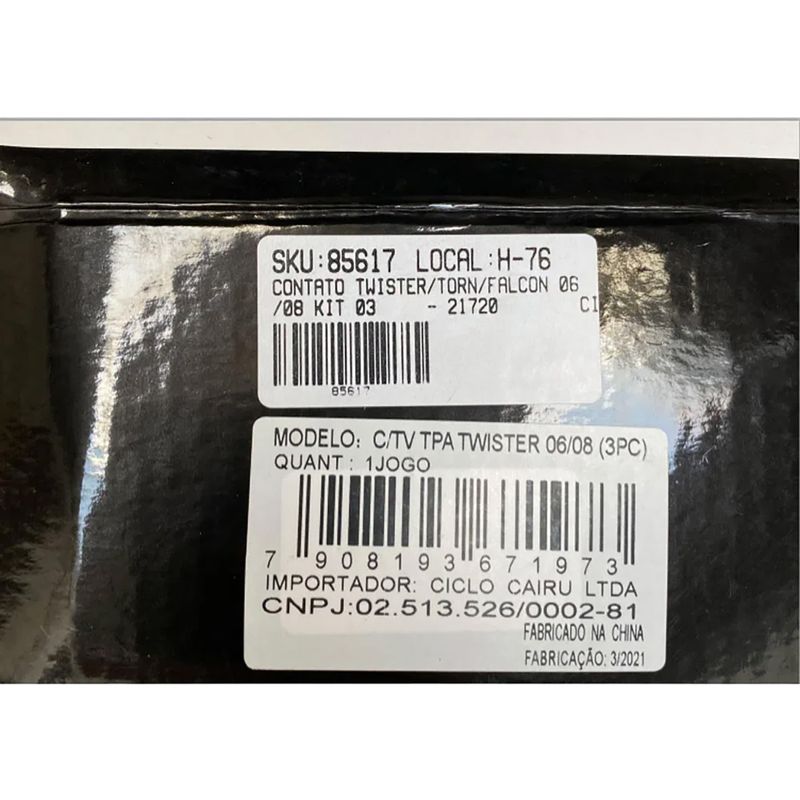 SKU:85617 LOCAL:H-76
CONTATO TWISTER/TORN/FALCON 06
/08 KIT 03 - 21720 CI
85617
MODELO: C/TV TPA TWISTER 06/08 (3PC)
QUANT : 1JOGO
7 908193 671973
IMPORTADOR: CICLO CAIRU LTDA
CNPJ:02.513.526/0002-81
FABRICADO NA CHINA
FABRICAÇÃO: 3/2021